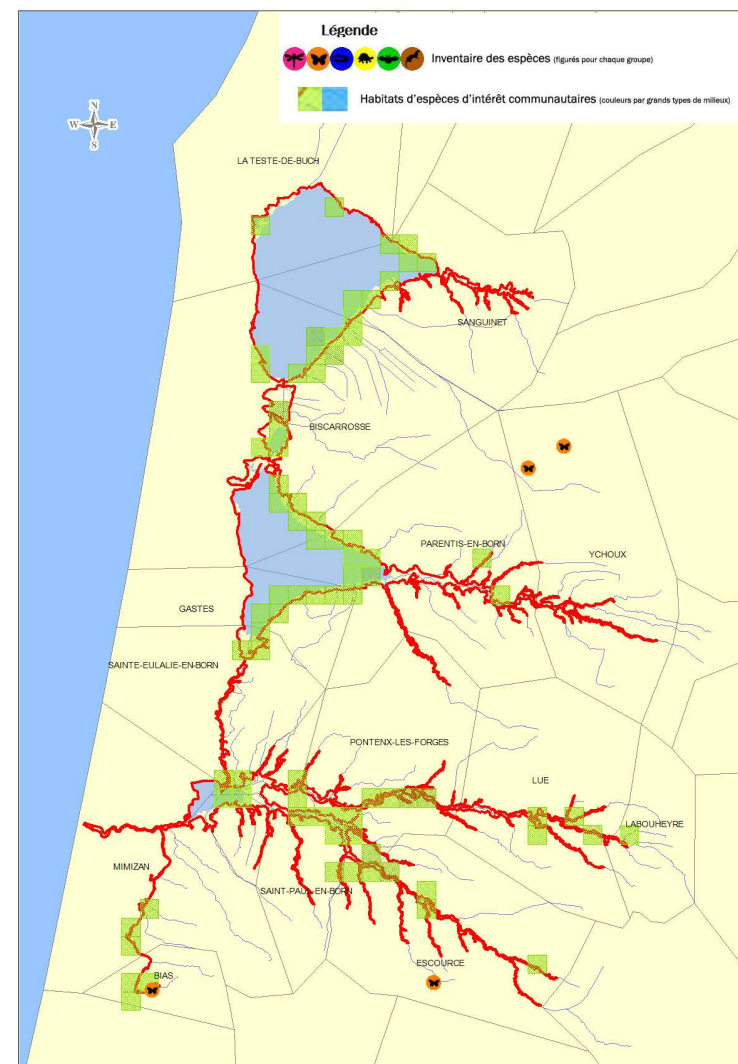 Légende
Inventaire des espèces (figurés pour chaque groupe)
Habitats d'espèces d'intérêt communautaires (couleurs par grands types de milieux)
N
W E
S
LA TESTE-DE-BUCH
SANGUINET
BISCARROSSE
PARENTIS-EN-BORN
YCHOUX
GASTES
SAINTE-EULALIE-EN-BORN
PONTENX-LES-FORGES
LUE
LABOUHEYRE
MIMIZAN
SAINT-PAUL-EN-BORN
ESCOURCE
BIAS